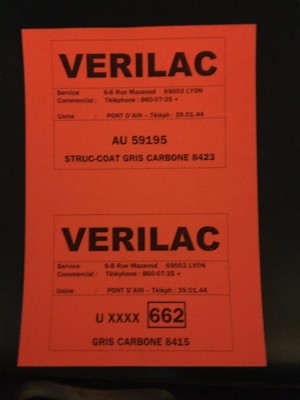 VERILAC
Service 6-8 Rue Mazenod 69003 LYON
Commercial : Téléphone : 860-07-35 +
Usine : PONT D'AIN – Téléph : 39.01.44
AU 59195
STRUC-COAT GRIS CARBONE 8423
VERILAC
Service 6-8 Rue Mazenod 69003 LYON
Commercial : Téléphone : 860-07-35 +
Usine : PONT D'AIN – Téléph : 39.01.44
U XXXX 662
GRIS CARBONE 8415